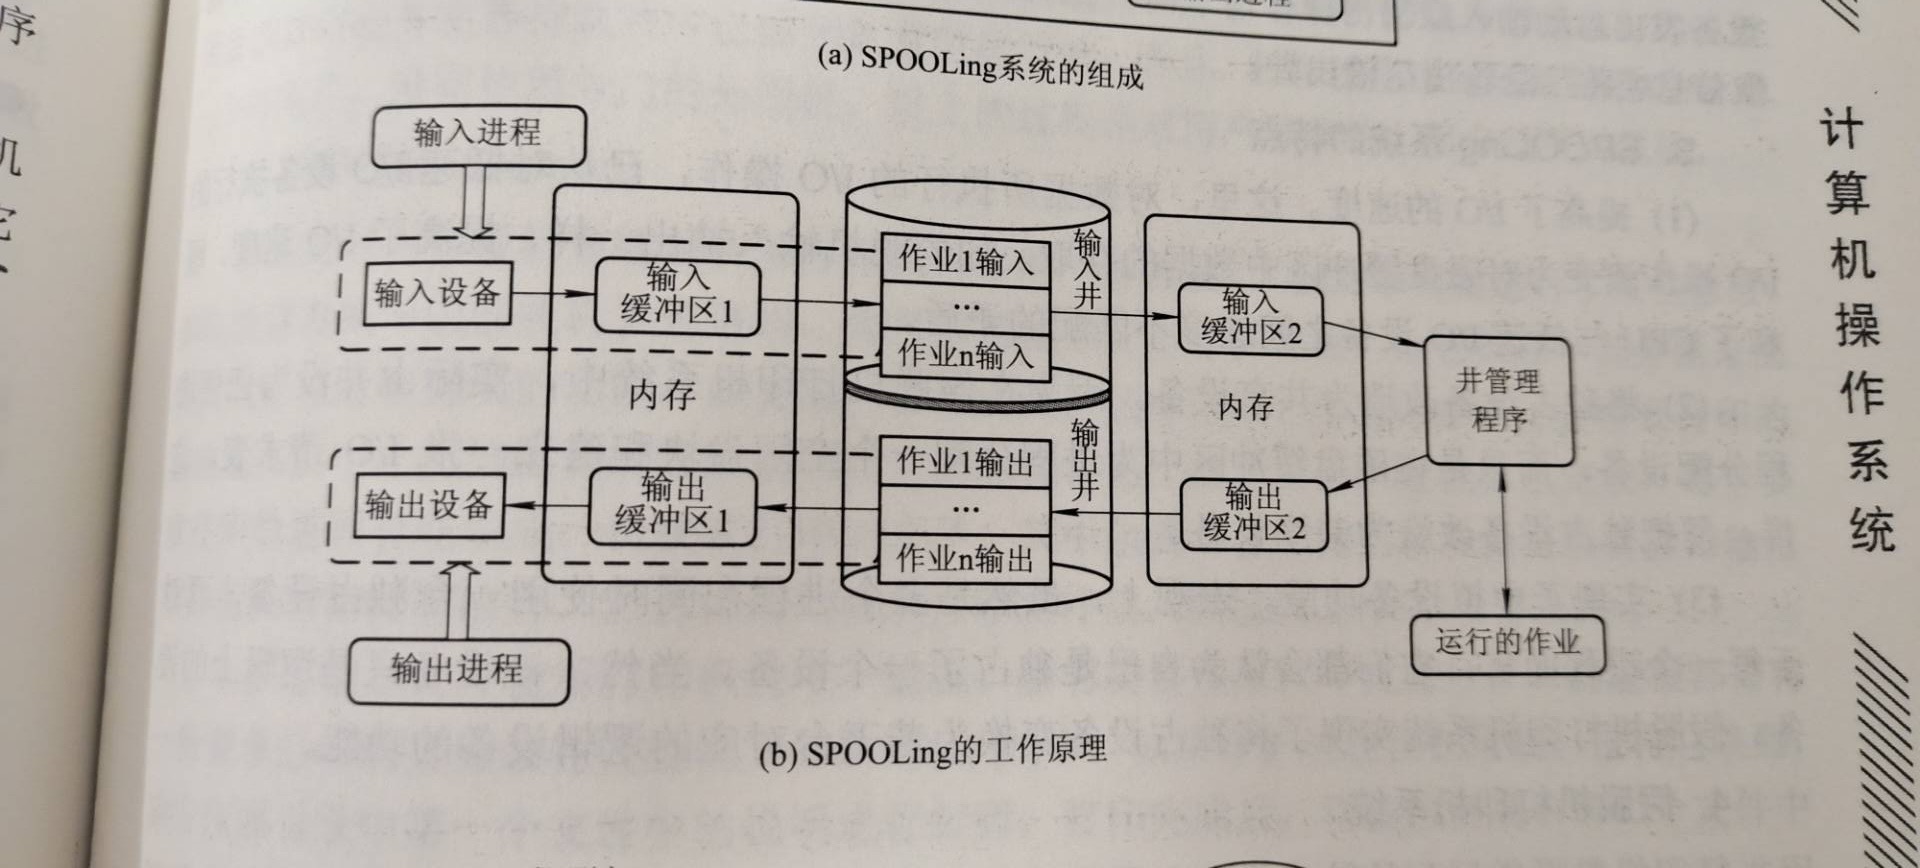 (a) SPOOLing系统的组成
输入进程
输入设备
输入
缓冲区1
内存
作业1输入
...
作业n输入
输入井
输入
缓冲区2
内存
井管理
程序
输出设备
输出
缓冲区1
作业1输出
...
作业n输出
输出井
输出
缓冲区2
输出进程
运行的作业
(b) SPOOLing的工作原理
计算机操作系统
序
机